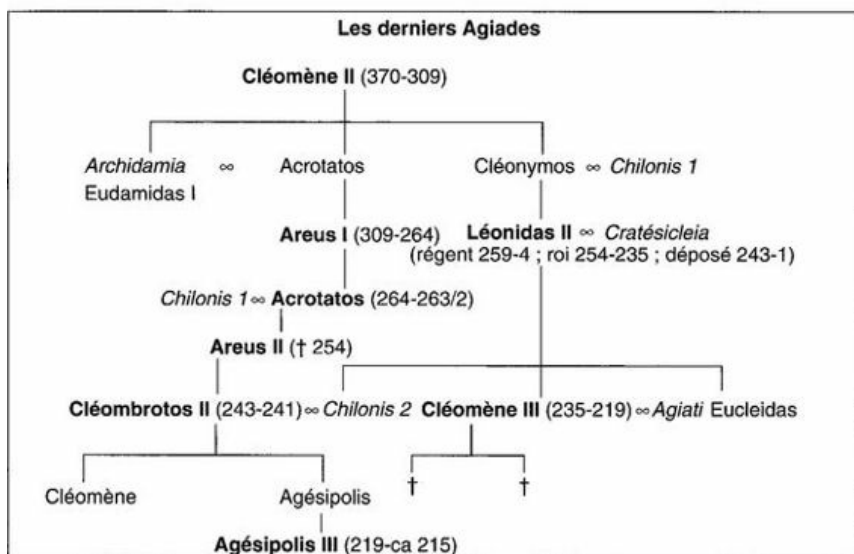 Les derniers Agiades
Cléomène II (370-309)
Archidamia ∞ Acrotatos Cléonymos ∞ Chilonis 1
Eudamidas I
Areus I (309-264) Léonidas II ∞ Cratésicleia
(régent 259-4 ; roi 254-235 ; déposé 243-1)
Chilonis 1 ∞ Acrotatos (264-263/2)
Areus II († 254)
Cléombrotos II (243-241) ∞ Chilonis 2 Cléomène III (235-219) ∞ Agiati Eucleidas
Cléomène Agésipolis † †
Agésipolis III (219-ca 215)